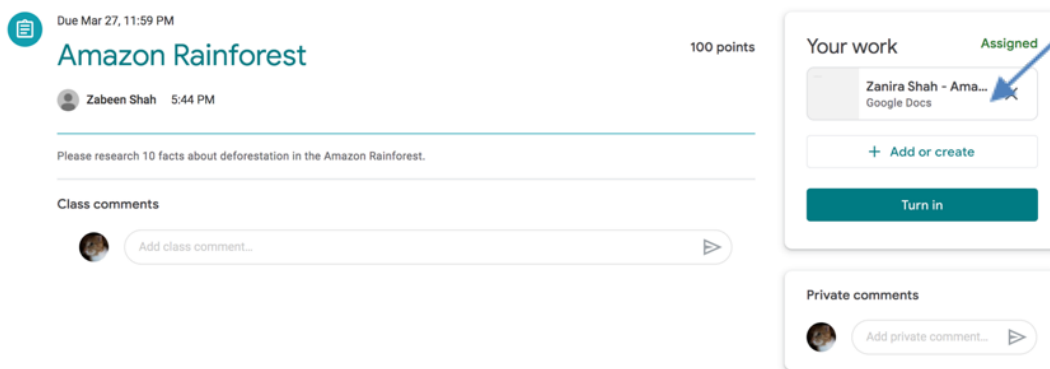 Due Mar 27, 11:59 PM
Amazon Rainforest
100 points
Zabeen Shah 5:44 PM
Please research 10 facts about deforestation in the Amazon Rainforest.
Class comments
Add class comment...
Your work
Assigned
Zanira Shah - Ama...
Google Docs
+ Add or create
Turn in
Private comments
Add private comment...